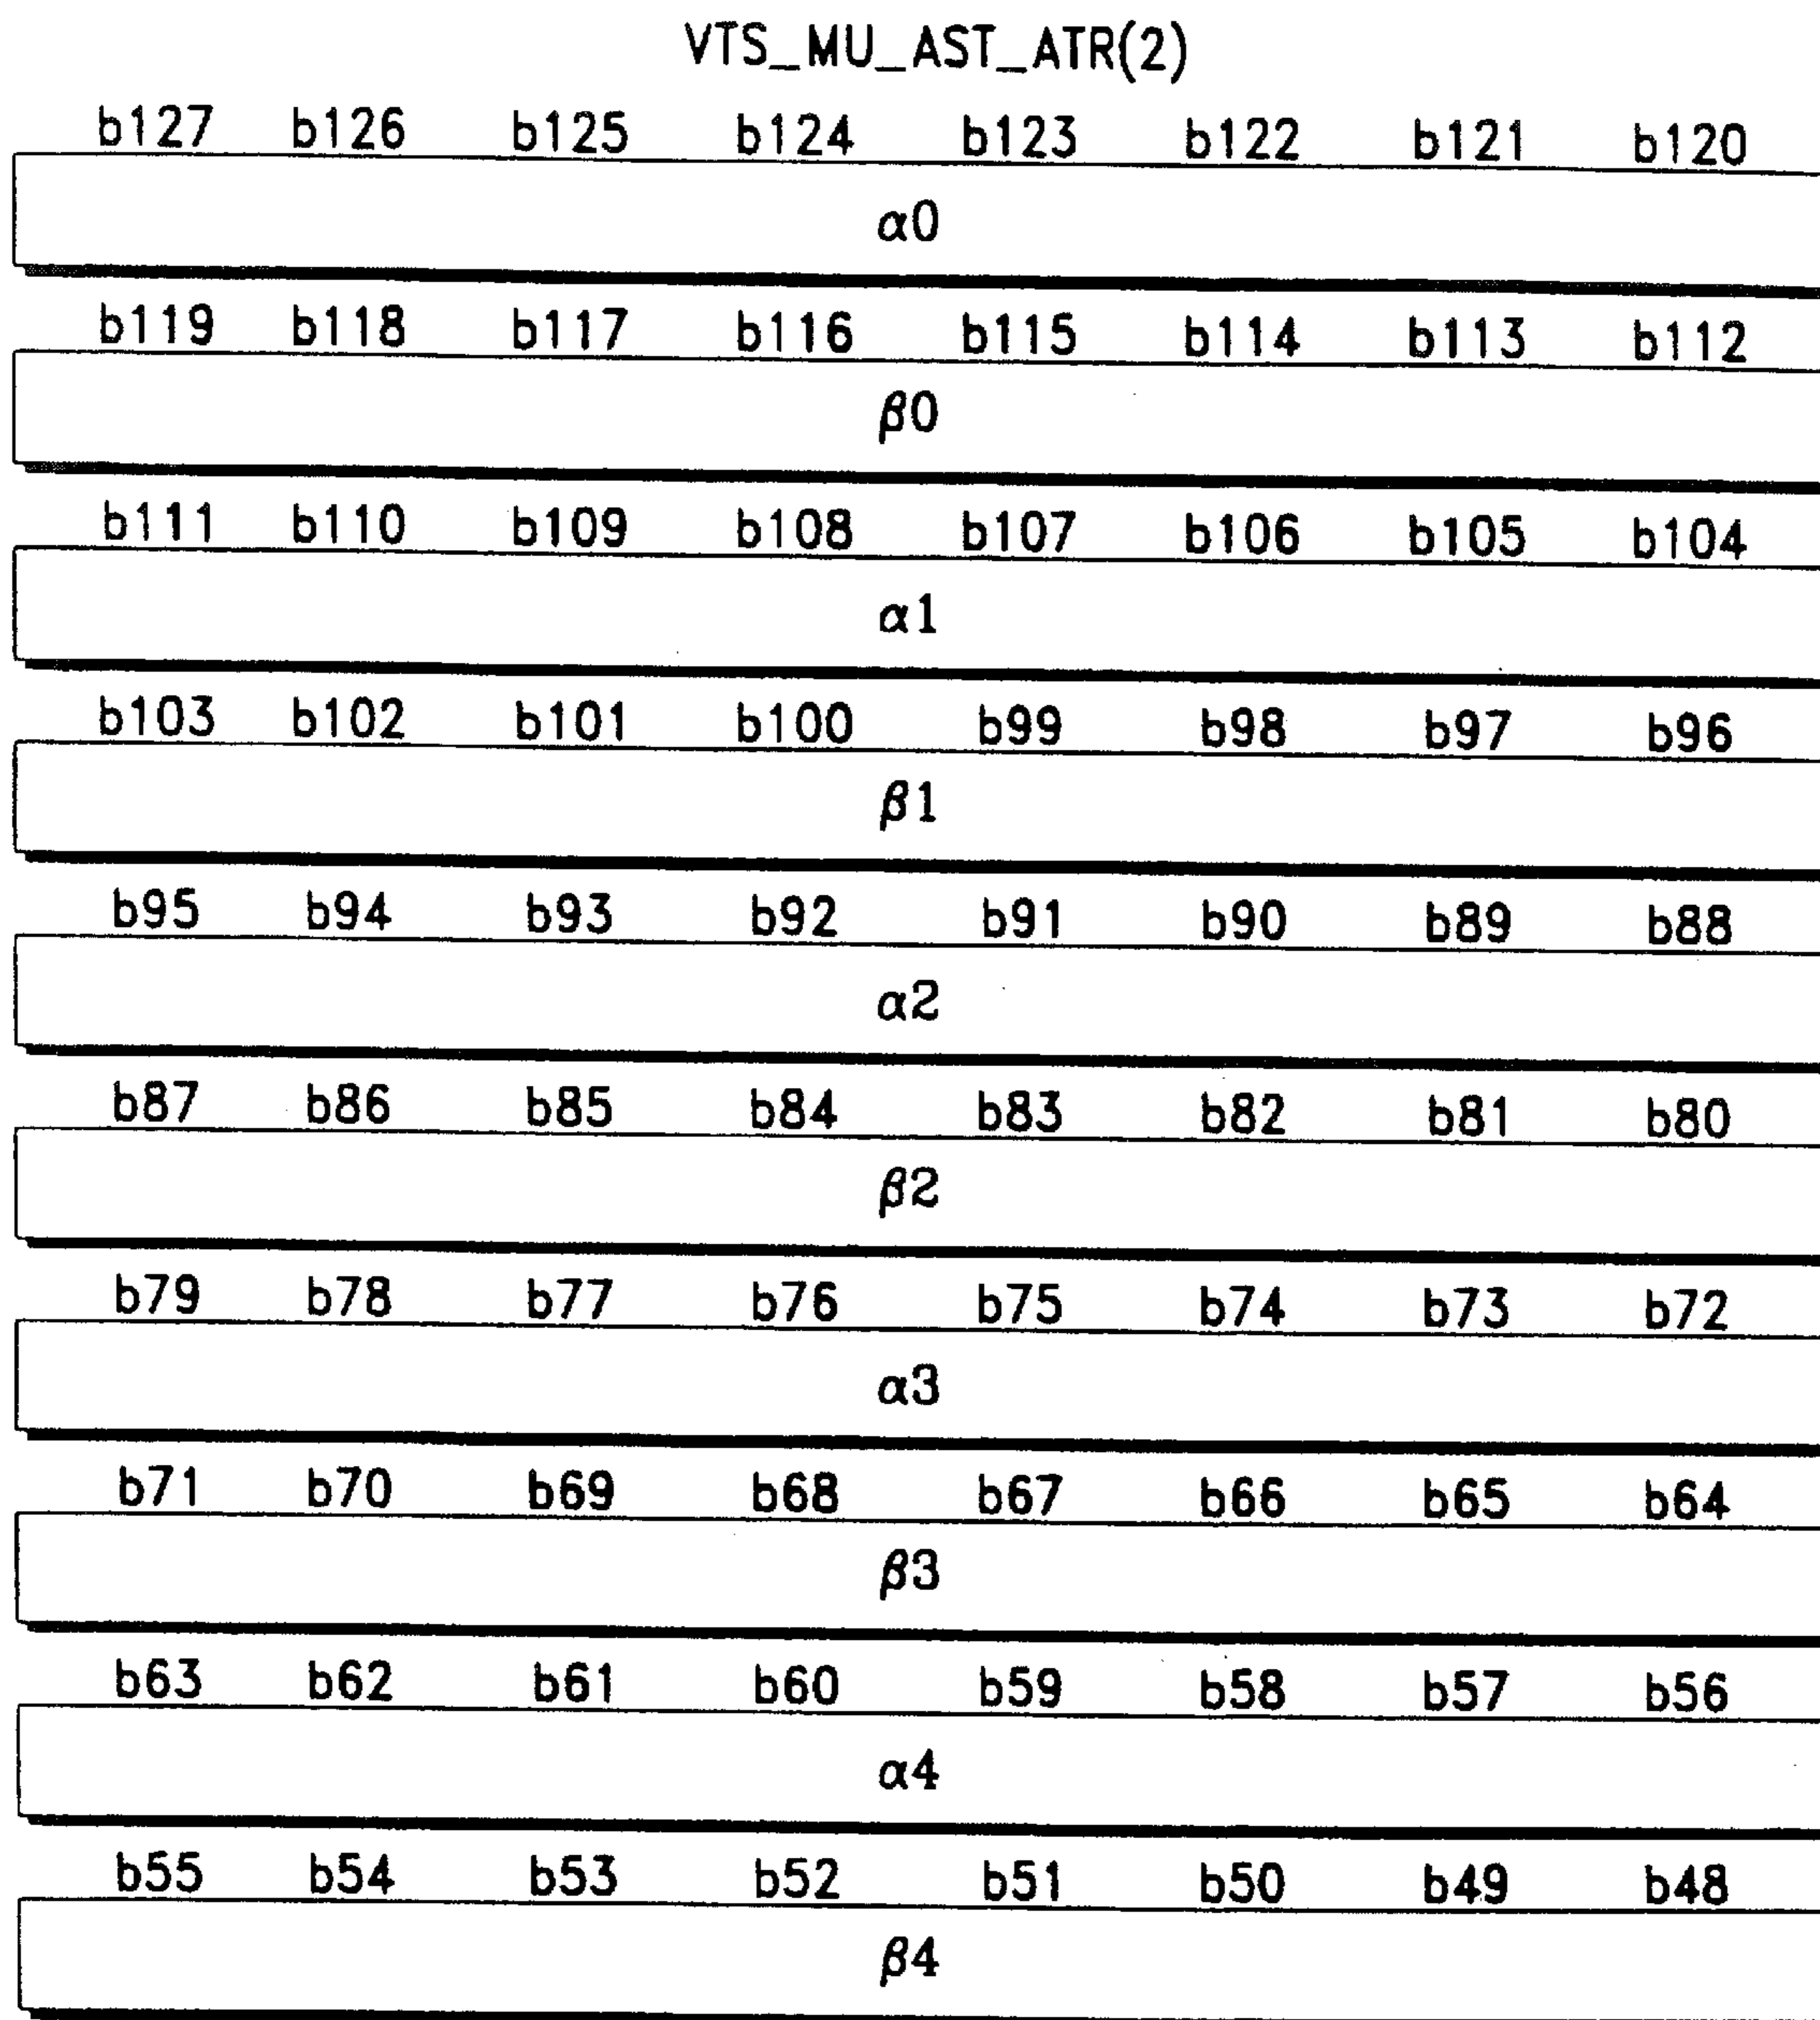 VTS_MU_AST_ATR(2)
b127 b126 b125 b124 b123 b122 b121 b120
α0
b119 b118 b117 b116 b115 b114 b113 b112
β0
b111 b110 b109 b108 b107 b106 b105 b104
α1
b103 b102 b101 b100 b99 b98 b97 b96
β1
b95 b94 b93 b92 b91 b90 b89 b88
α2
b87 b86 b85 b84 b83 b82 b81 b80
β2
b79 b78 b77 b76 b75 b74 b73 b72
α3
b71 b70 b69 b68 b67 b66 b65 b64
β3
b63 b62 b61 b60 b59 b58 b57 b56
α4
b55 b54 b53 b52 b51 b50 b49 b48
β4